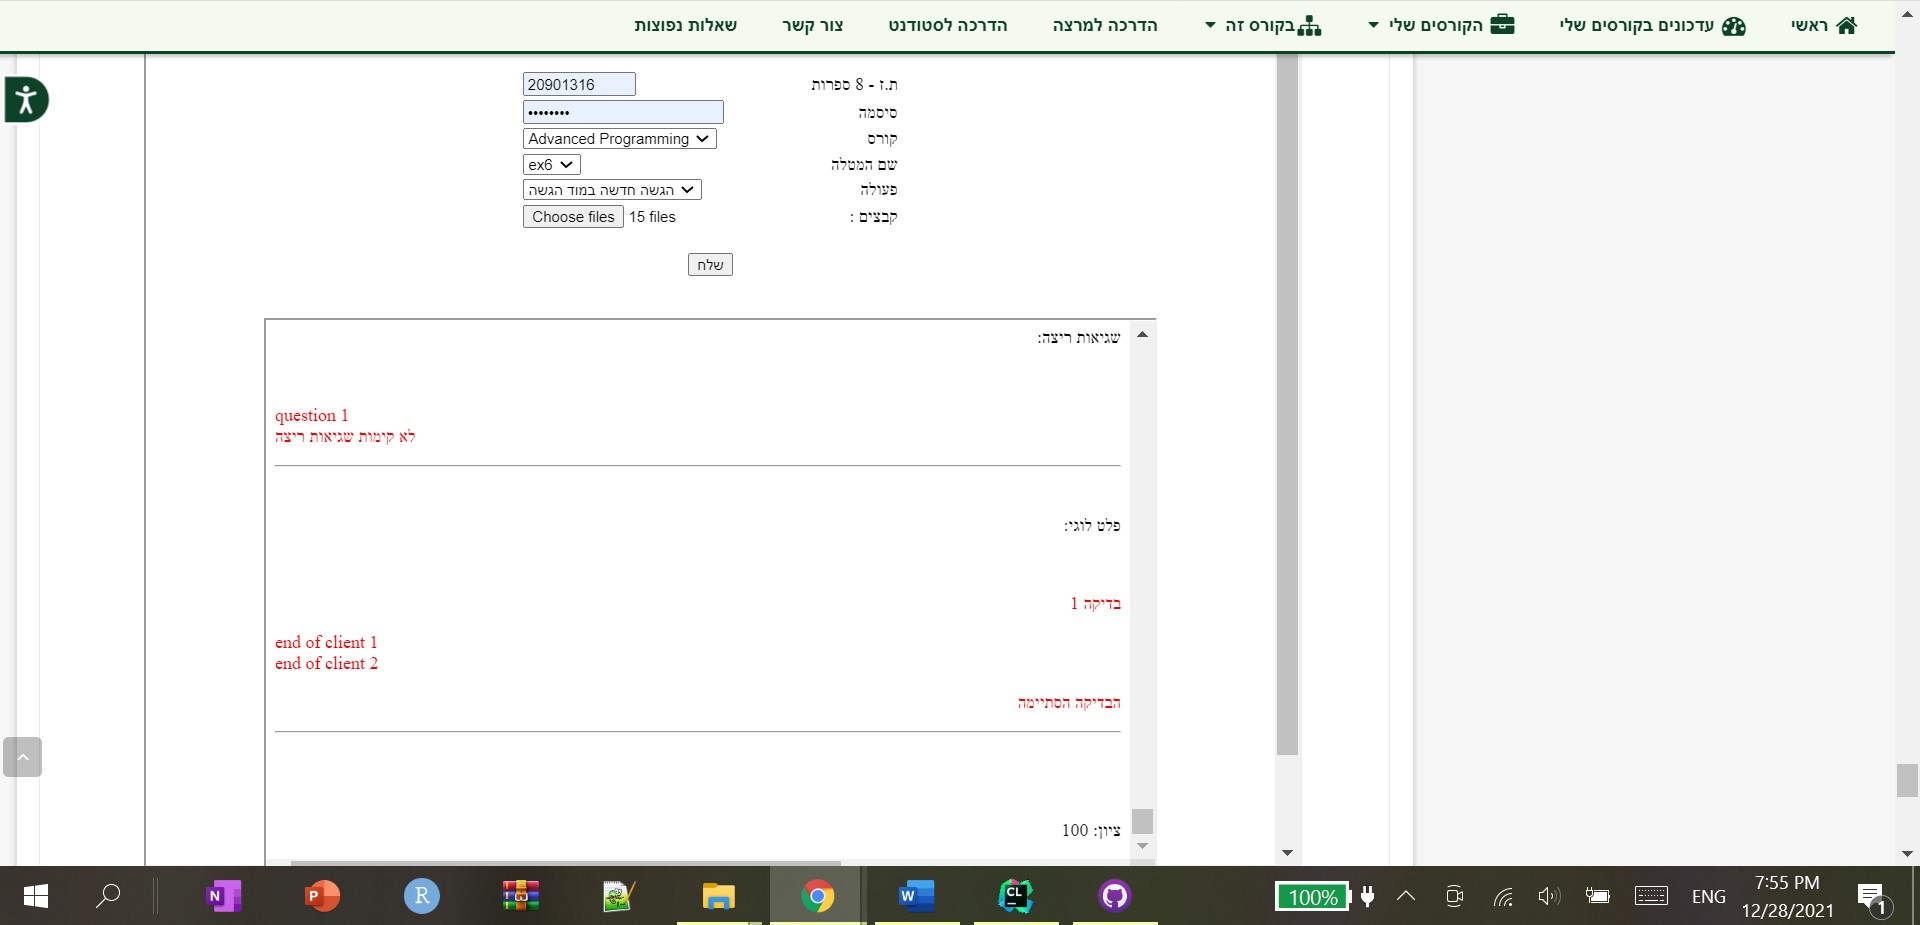 ראשי
עדכונים בקורסים שלי
הקורסים שלי
בקורס זה
הדרכה למרצה
הדרכה לסטודנט
צור קשר
שאלות נפוצות
ת.ז - 8 ספרות 20901316
סיסמה ••••••••
קורס Advanced Programming
שם המטלה ex6
פעולה הגשה חדשה במוד הגשה
קבצים : Choose files 15 files
שלח
שגיאות ריצה:
question 1
לא קימות שגיאות ריצה
פלט לוגי:
בדיקה 1
end of client 1
end of client 2
הבדיקה הסתיימה
ציון: 100
N P R W CL 100% ENG 7:55 PM
12/28/2021
1